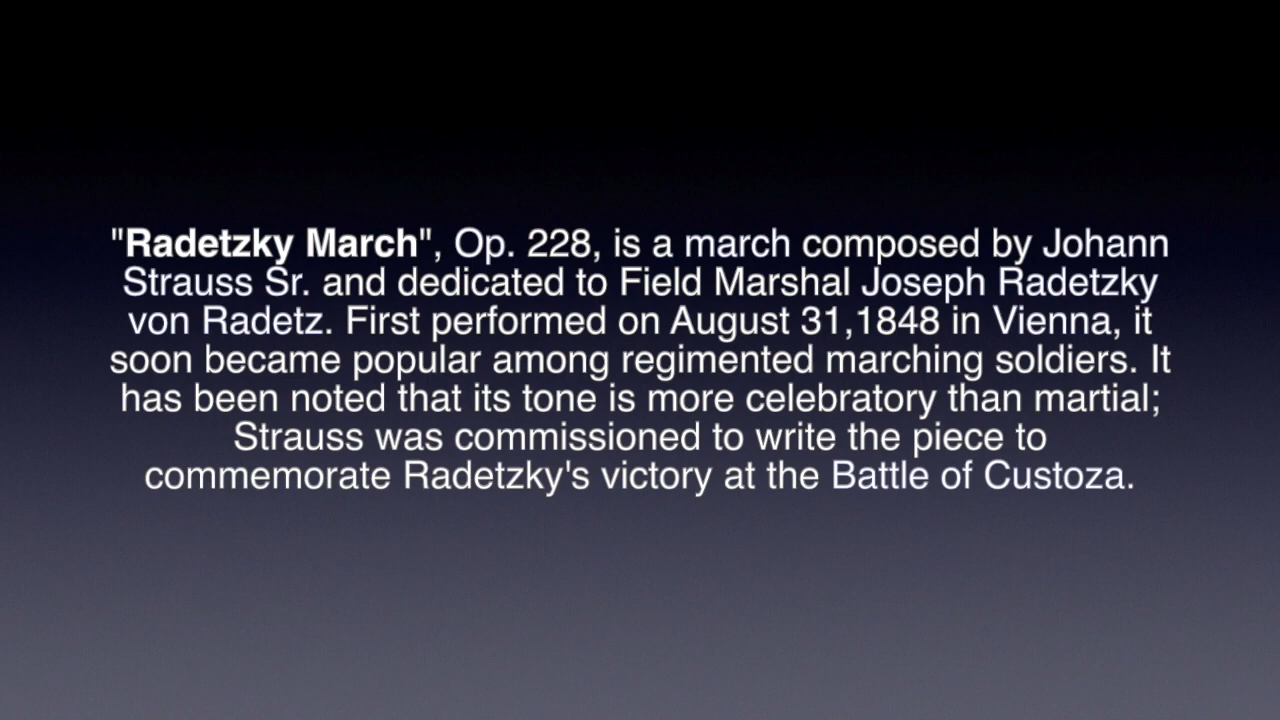 "Radetzky March", Op. 228, is a march composed by Johann
Strauss Sr. and dedicated to Field Marshal Joseph Radetzky
von Radetz. First performed on August 31,1848 in Vienna, it
soon became popular among regimented marching soldiers. It
has been noted that its tone is more celebratory than martial;
Strauss was commissioned to write the piece to
commemorate Radetzky's victory at the Battle of Custoza.